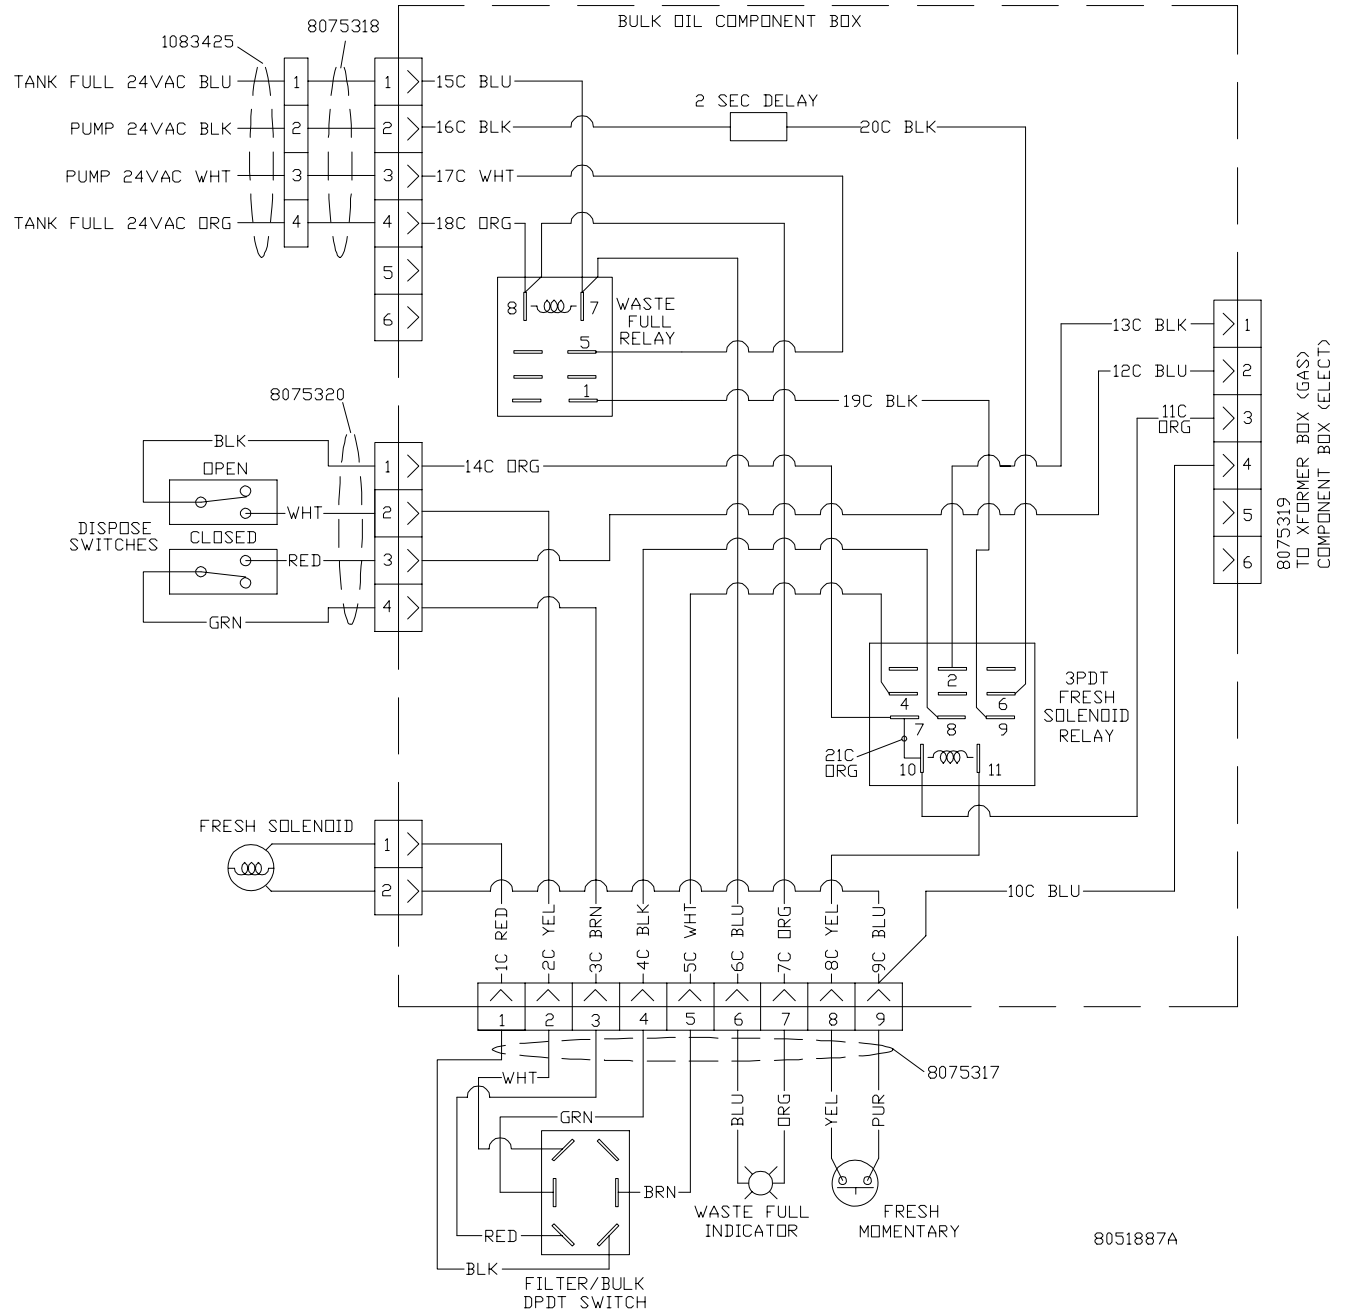 BULK OIL COMPONENT BOX
8075318
1083425
TANK FULL 24VAC BLU
1
1
15C BLU
2 SEC DELAY
PUMP 24VAC BLK
2
2
16C BLK
20C BLK
PUMP 24VAC WHT
3
3
17C WHT
TANK FULL 24VAC ORG
4
4
18C ORG
5
6
8
7
WASTE
FULL
RELAY
5
1
13C BLK
1
12C BLU
2
11C
ORG
3
4
5
6
8075319
TO XFORMER BOX (GAS)
COMPONENT BOX (ELECT)
19C BLK
8075320
BLK
OPEN
WHT
DISPOSE
SWITCHES
CLOSED
RED
GRN
1
14C ORG
2
3
4
2
4
6
7
8
9
21C
ORG
10
11
3PDT
FRESH
SOLENOID
RELAY
FRESH SOLENOID
1
2
10C BLU
1C RED
2C YEL
3C BRN
4C BLK
5C WHT
6C BLU
7C ORG
8C YEL
9C BLU
1
2
3
4
5
6
7
8
9
8075317
WHT
GRN
BRN
RED
BLK
FILTER/BULK
DPDT SWITCH
BLU
ORG
YEL
PUR
WASTE FULL
INDICATOR
FRESH
MOMENTARY
8051887A